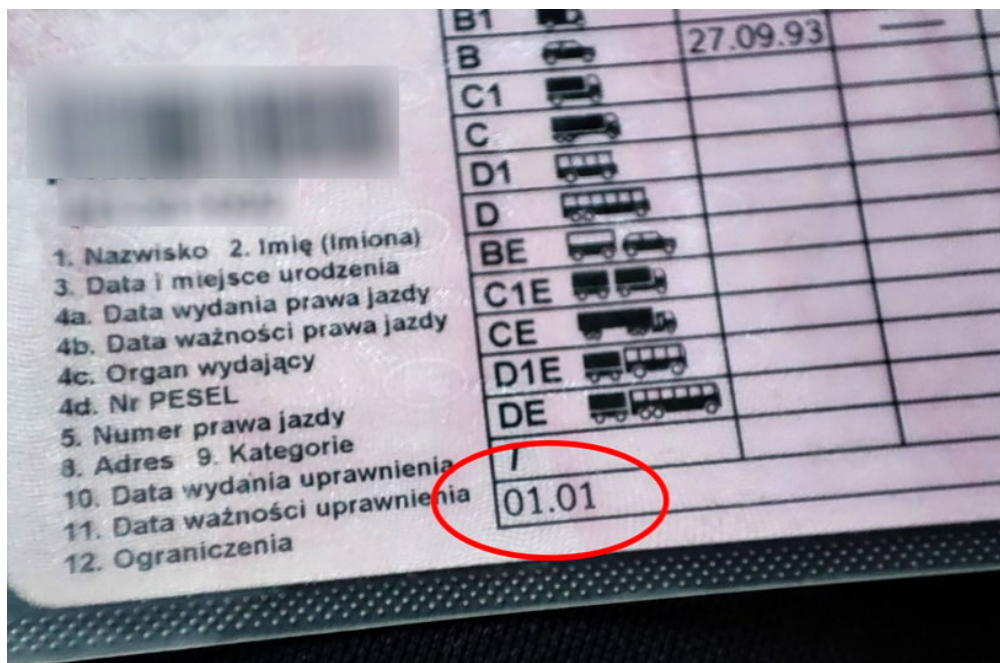 B1
B 27.09.93
C1
C
D1
D
BE
C1E
CE
D1E
DE
T
01.01
1. Nazwisko 2. Imię (Imiona)
3. Data i miejsce urodzenia
4a. Data wydania prawa jazdy
4b. Data ważności prawa jazdy
4c. Organ wydający
4d. Nr PESEL
5. Numer prawa jazdy
8. Adres 9. Kategorie
10. Data wydania uprawnienia
11. Data ważności uprawnienia
12. Ograniczenia